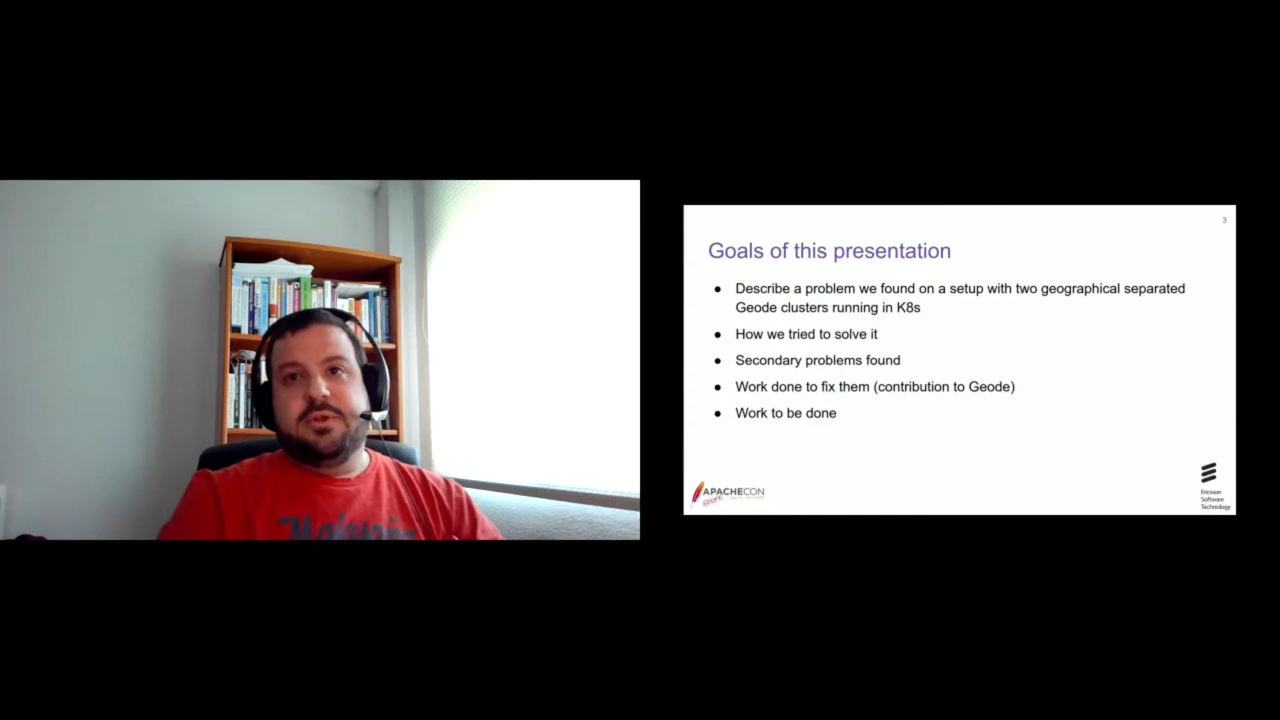 3
Goals of this presentation
● Describe a problem we found on a setup with two geographical separated
Geode clusters running in K8s
● How we tried to solve it
● Secondary problems found
● Work done to fix them (contribution to Geode)
● Work to be done
APACHECON
@Home
Ericsson
Software
Technology